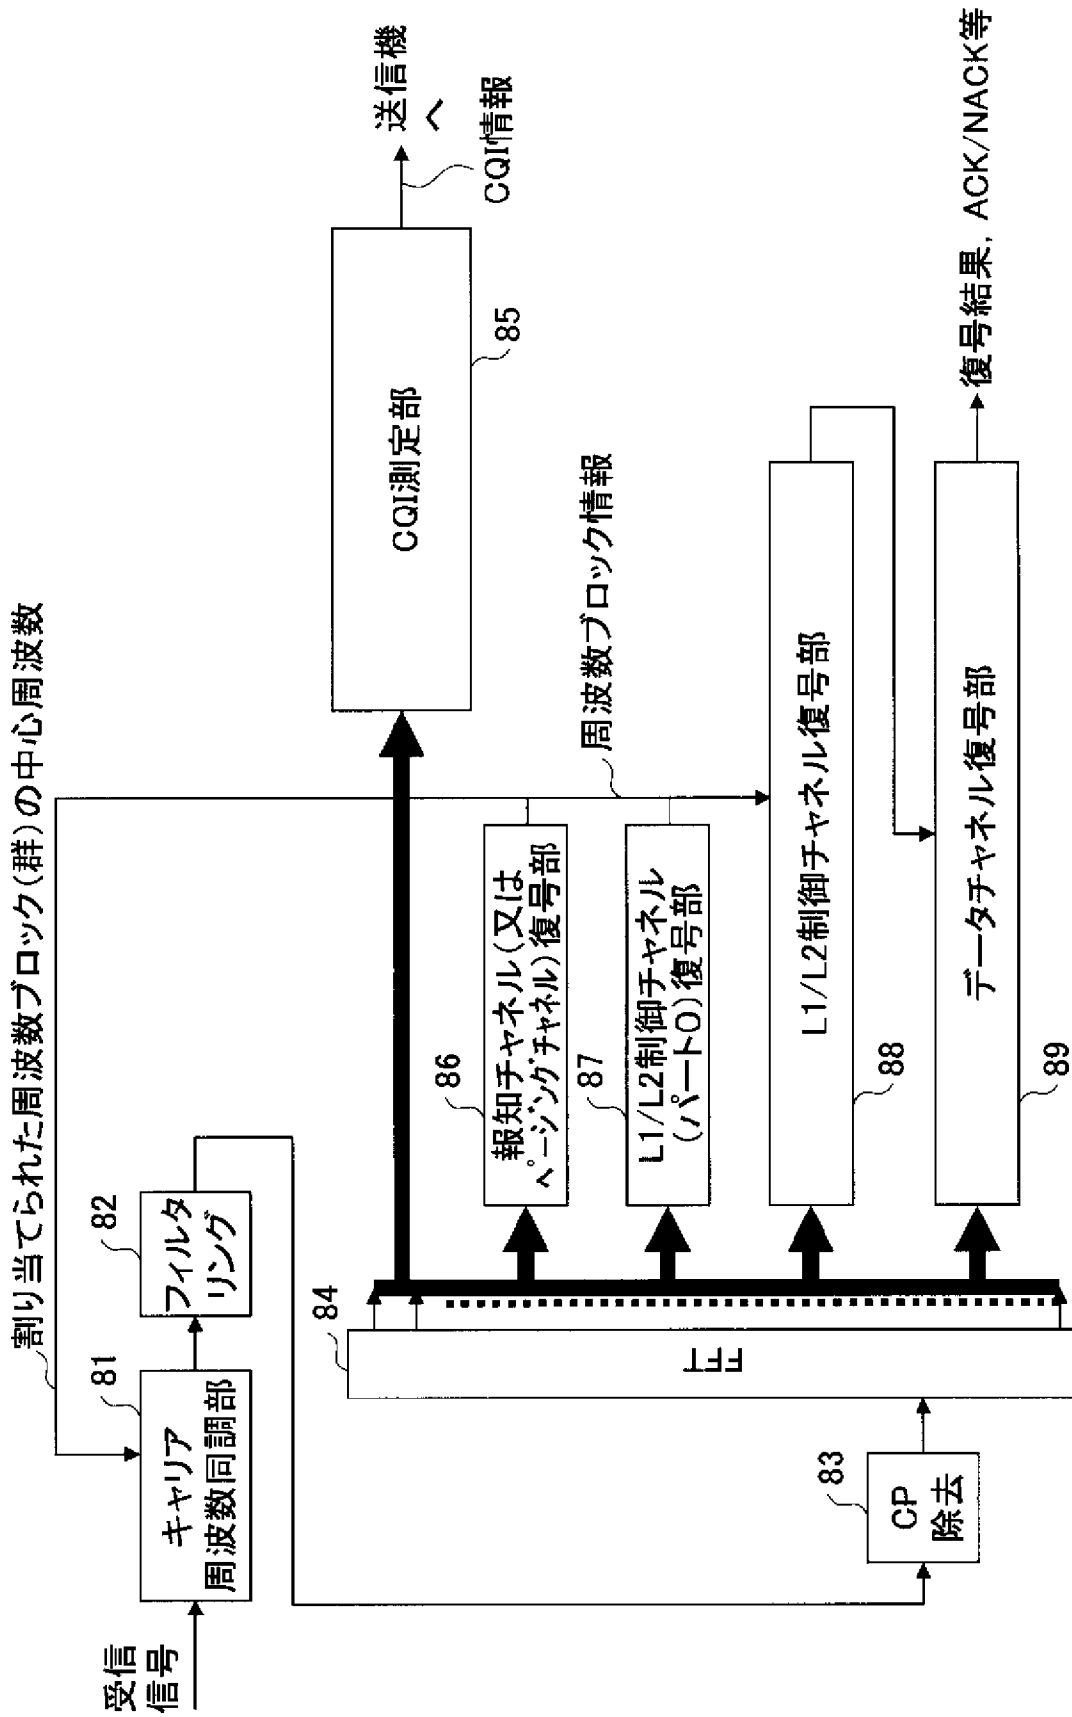 割り当てられた周波数ブロック(群)の中心周波数
受信
信号
81
キャリア
周波数同調部
82
フィルタ
リング
83
CP
除去
84
FFT
CQI測定部
85
送信機
へ
CQI情報
86
報知チャネル(又は
ページングチャネル)復号部
87
L1/L2制御チャネル
(パート0)復号部
周波数ブロック情報
L1/L2制御チャネル復号部
88
データチャネル復号部
89
復号結果, ACK/NACK等